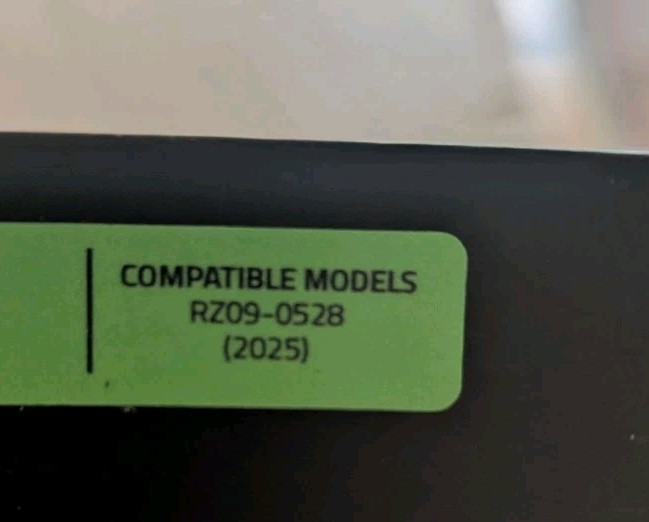 COMPATIBLE MODELS
RZ09-0528
(2025)